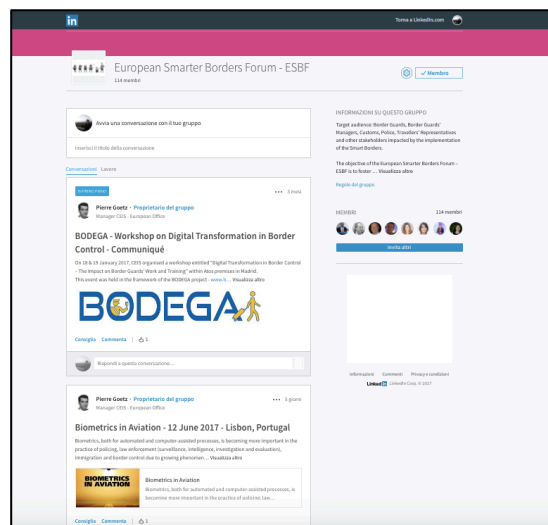 in
Torna a LinkedIn.com
European Smarter Borders Forum - ESBF
114 membri
✓ Membro
Avvia una conversazione con il tuo gruppo
Inserisci il titolo della conversazione
Conversazioni Lavoro
3 mesi
Pierre Goetz • Proprietario del gruppo
Manager CEIS - European Office
BODEGA - Workshop on Digital Transformation in Border
Control - Communiqué
On 18 & 19 January 2017, CEIS organised a workshop entitled "Digital Transformation in Border Control
– The Impact on Border Guards' Work and Training" within Atos premises in Madrid.
This event was held in the framework of the BODEGA project - www.b… Visualizza altro
BODEGA
Consiglia Commenta | 1
Rispondi a questa conversazione…
Pierre Goetz • Proprietario del gruppo
3 giorni
Manager CEIS - European Office
Biometrics in Aviation - 12 June 2017 - Lisbon, Portugal
Biometrics, both for automated and computer-assisted processes, is becoming more important in the
practice of policing, law enforcement (surveillance, intelligence, investigation and evaluation),
immigration and border control due to growing phenomen… Visualizza altro
BIOMETRICS
IN AVIATION
Biometrics in Aviation
Biometrics, both for automated and computer-assisted processes, is
becoming more important in the practice of policing, law…
Consiglia Commenta | 1
INFORMAZIONI SU QUESTO GRUPPO
Target audience: Border Guards, Border Guards'
Managers, Customs, Police, Travellers' Representatives
and other stakeholders impacted by the implementation
of the Smart Borders.
The objective of the European Smarter Borders Forum –
ESBF is to foster … Visualizza altro
Regole del gruppo
MEMBRI 114 membri
Invita altri
Informazioni Commenti Privacy e condizioni
LinkedIn LinkedIn Corp. © 2017